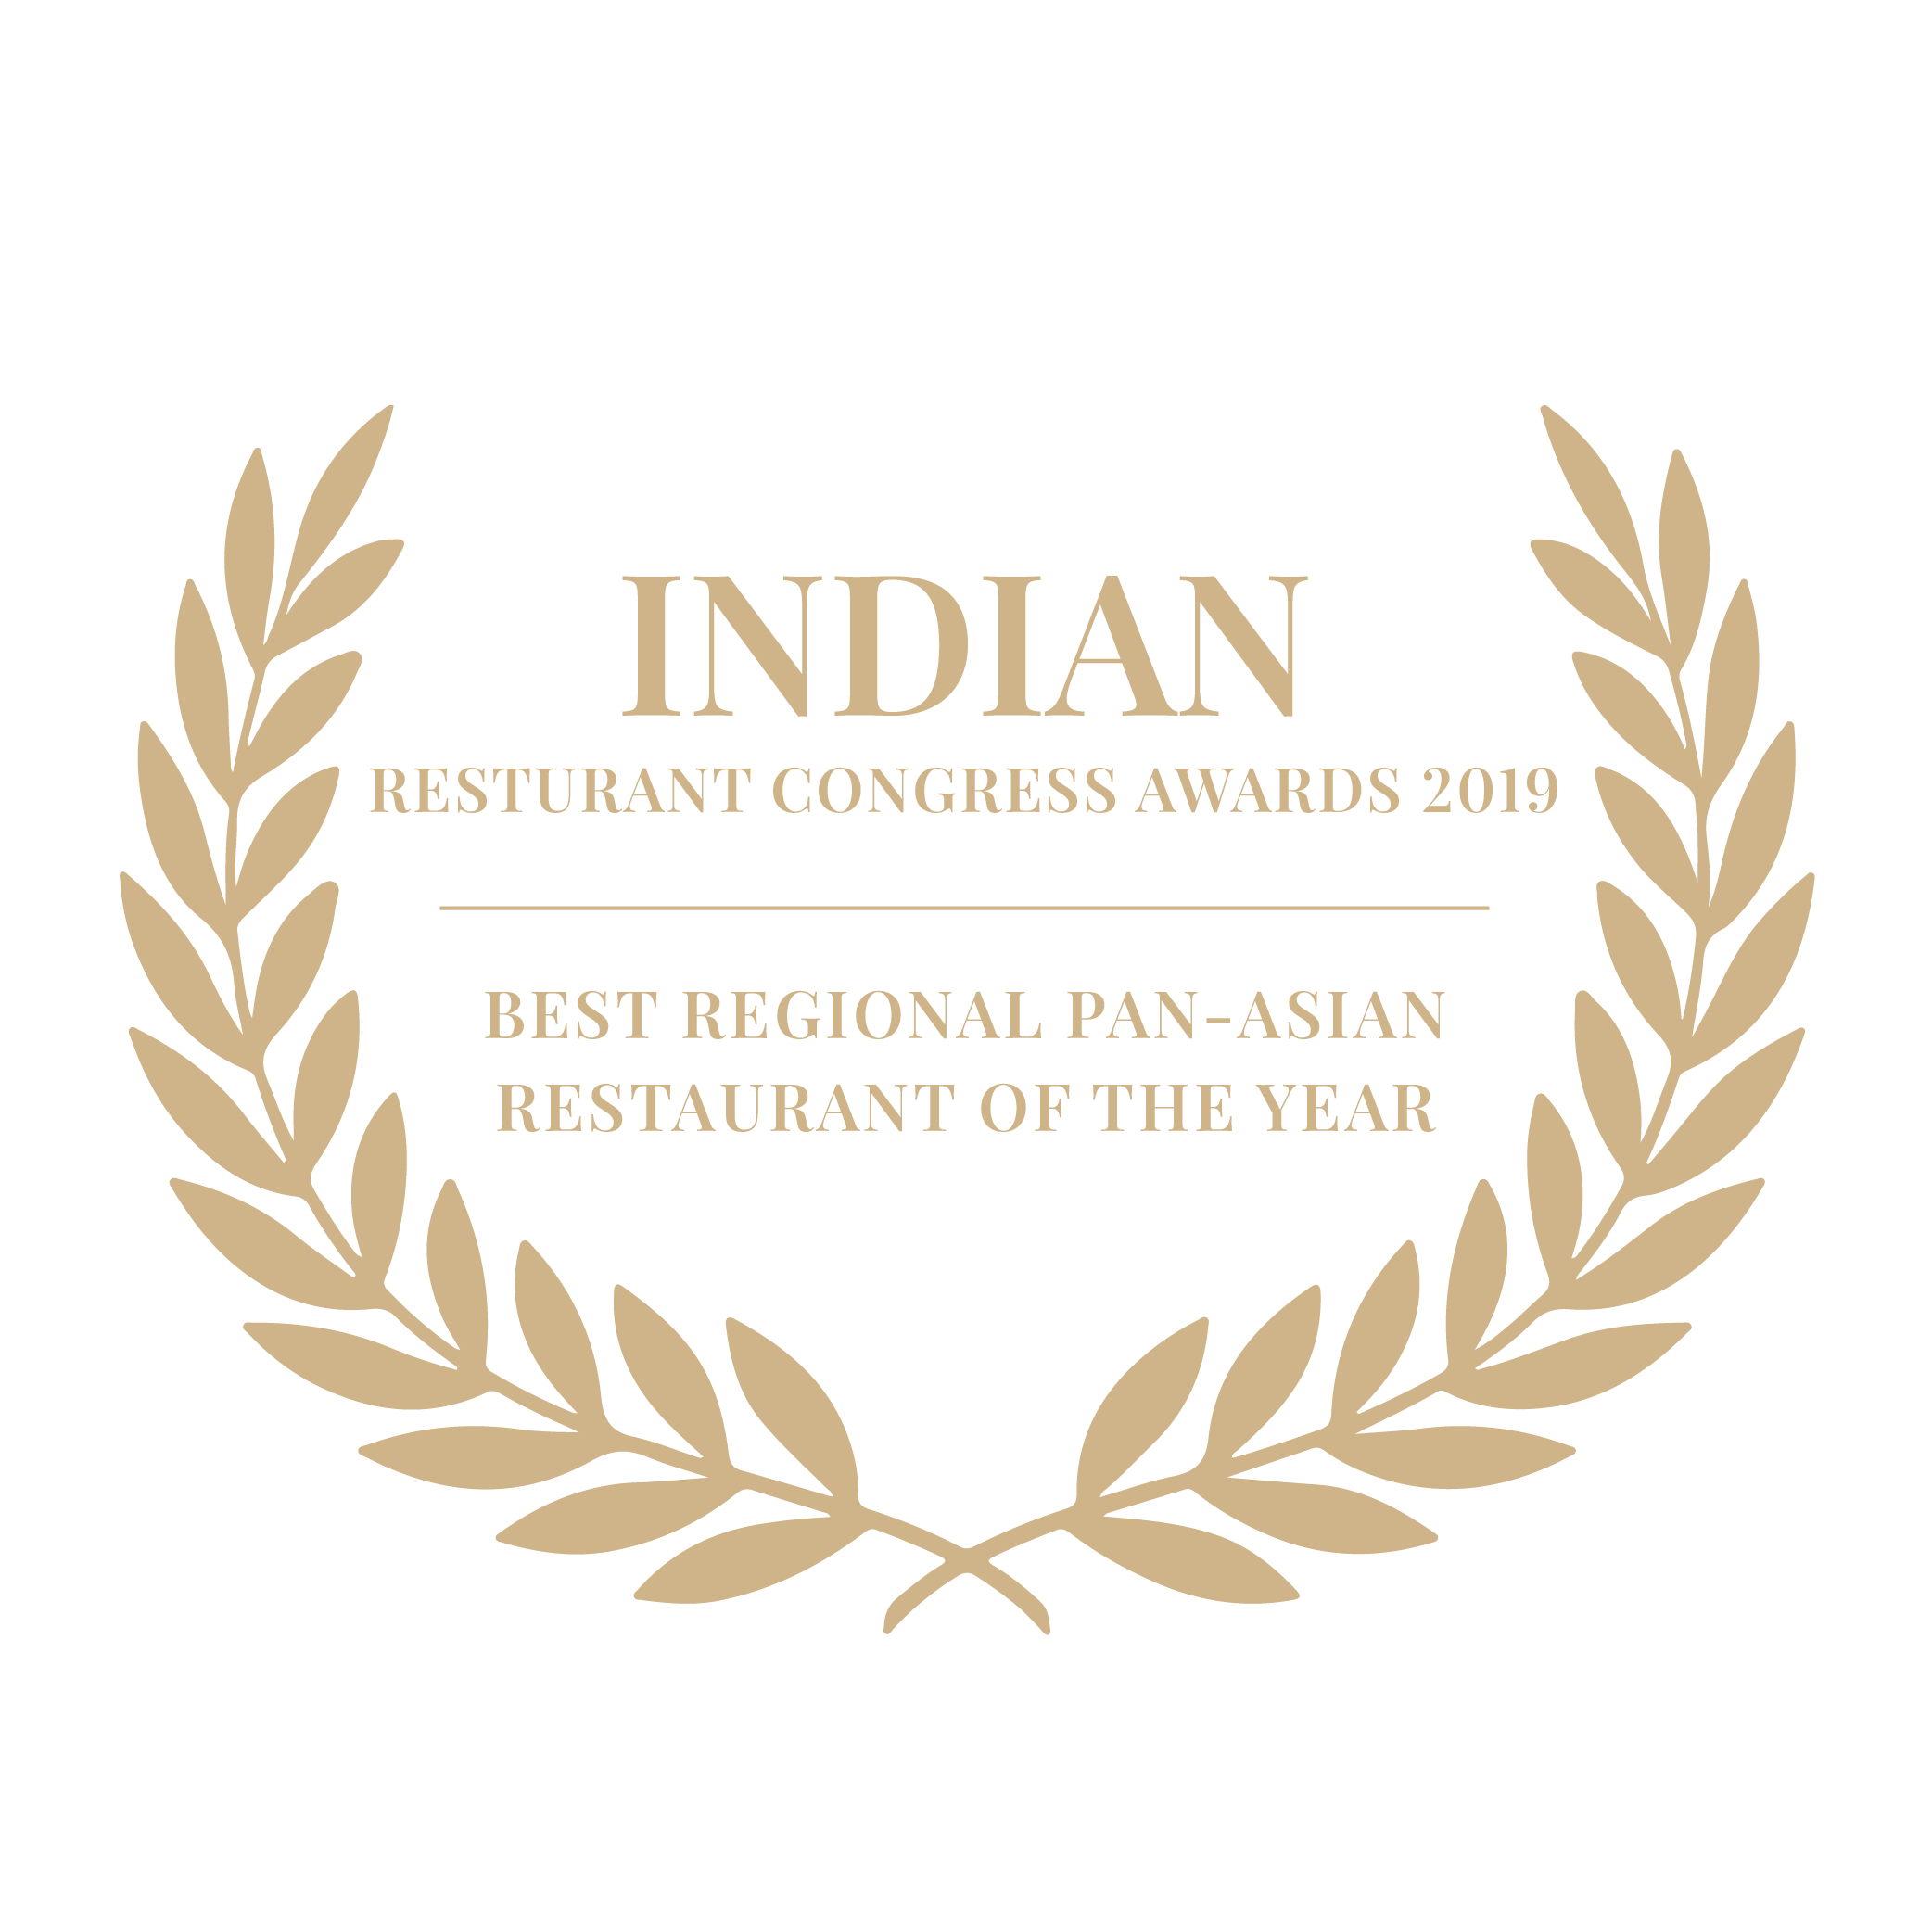 INDIAN
RESTURANT CONGRESS AWARDS 2019
BEST REGIONAL PAN-ASIAN
RESTAURANT OF THE YEAR